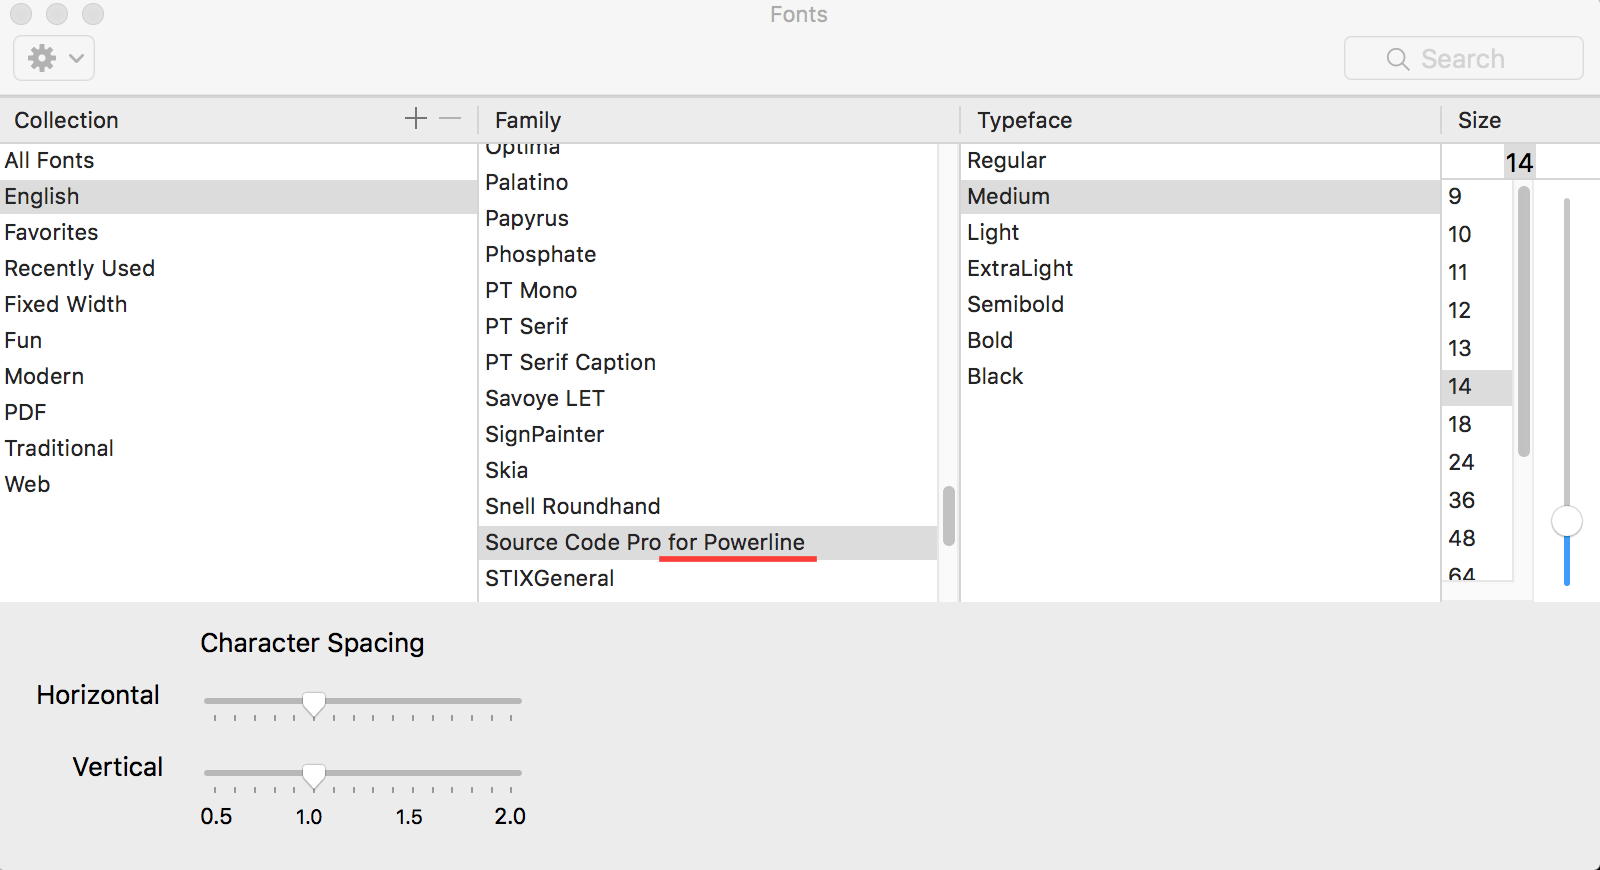 Fonts
Search
Collection
Family
Typeface
Size
All Fonts
English
Favorites
Recently Used
Fixed Width
Fun
Modern
PDF
Traditional
Web
Optima
Palatino
Papyrus
Phosphate
PT Mono
PT Serif
PT Serif Caption
Savoye LET
SignPainter
Skia
Snell Roundhand
Source Code Pro for Powerline
STIXGeneral
Regular
Medium
Light
ExtraLight
Semibold
Bold
Black
14
9
10
11
12
13
14
18
24
36
48
64
Character Spacing
Horizontal
Vertical
0.5 1.0 1.5 2.0